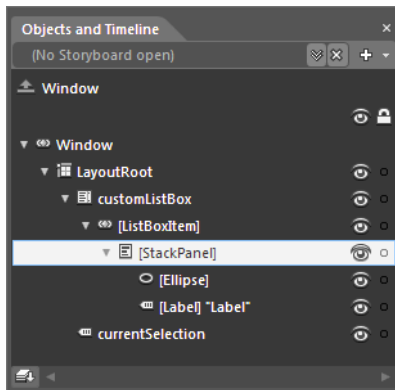 Objects and Timeline
(No Storyboard open)
Window
Window
LayoutRoot
customListBox
[ListBoxItem]
[StackPanel]
[Ellipse]
[Label] "Label"
currentSelection